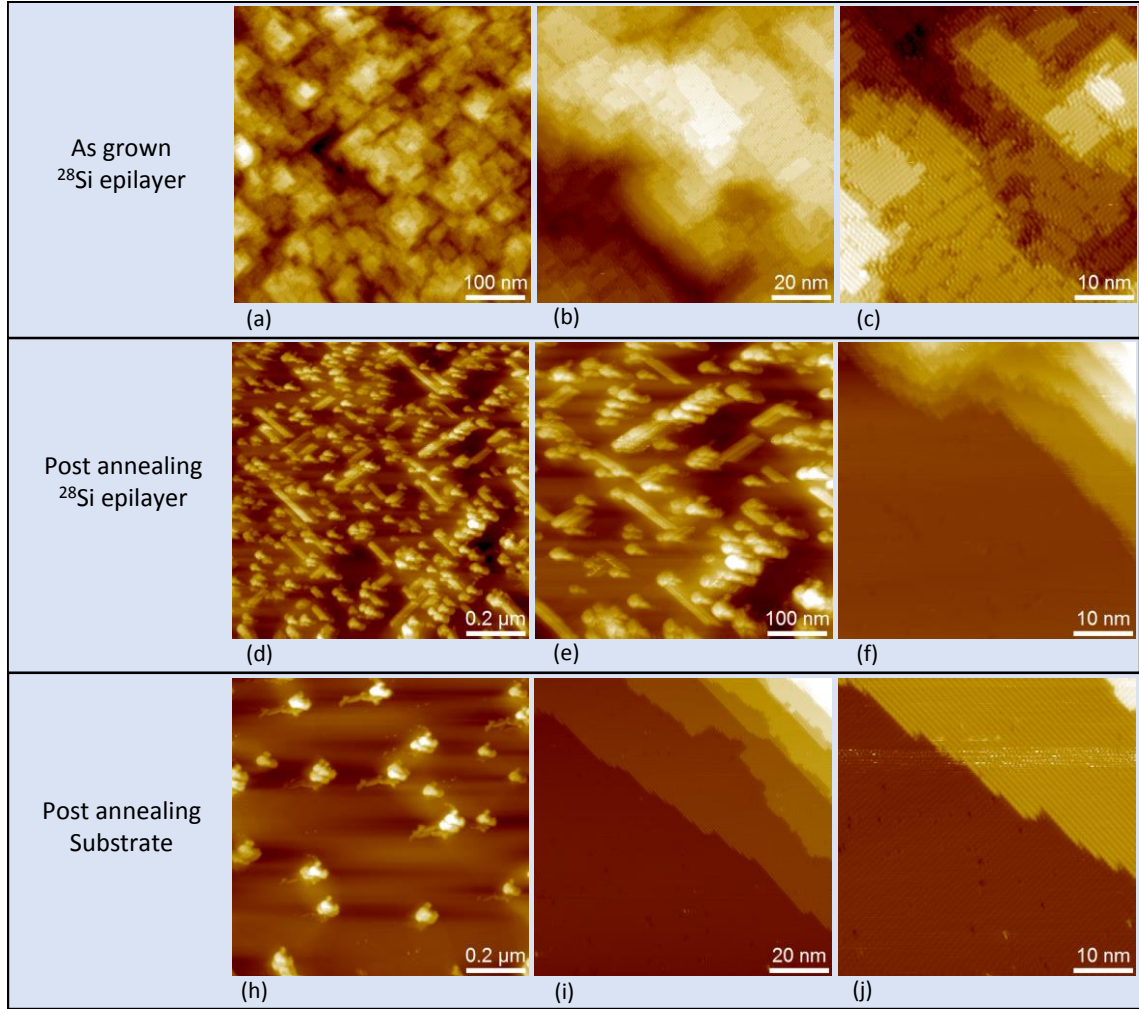 As grown
²⁸Si epilayer
100 nm
20 nm
10 nm
(a)
(b)
(c)
Post annealing
²⁸Si epilayer
0.2 µm
100 nm
10 nm
(d)
(e)
(f)
Post annealing
Substrate
0.2 µm
20 nm
10 nm
(h)
(i)
(j)